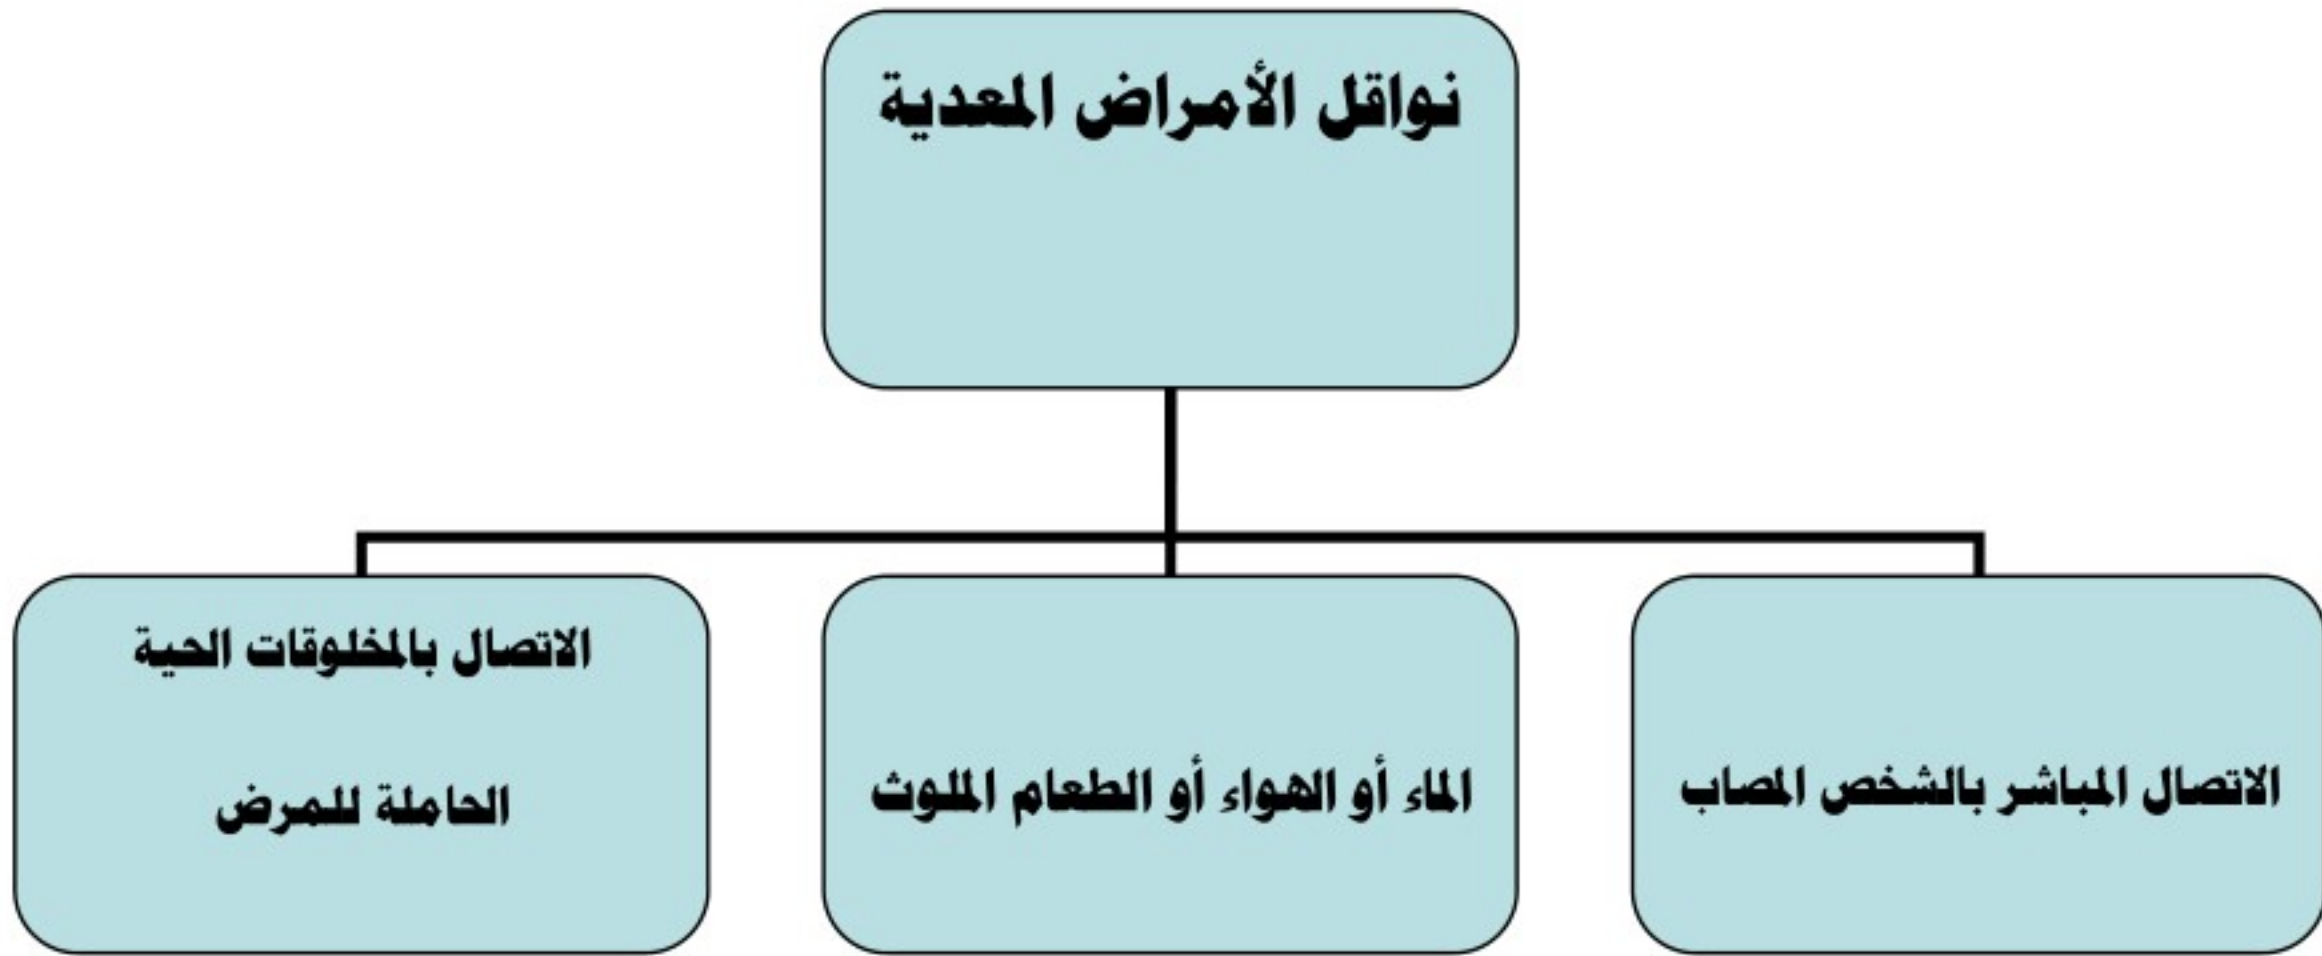 نواقل الأمراض المعدية
الاتصال المباشر بالشخص المصاب
الماء أو الهواء أو الطعام الملوث
الاتصال بالمخلوقات الحية
الحاملة للمرض